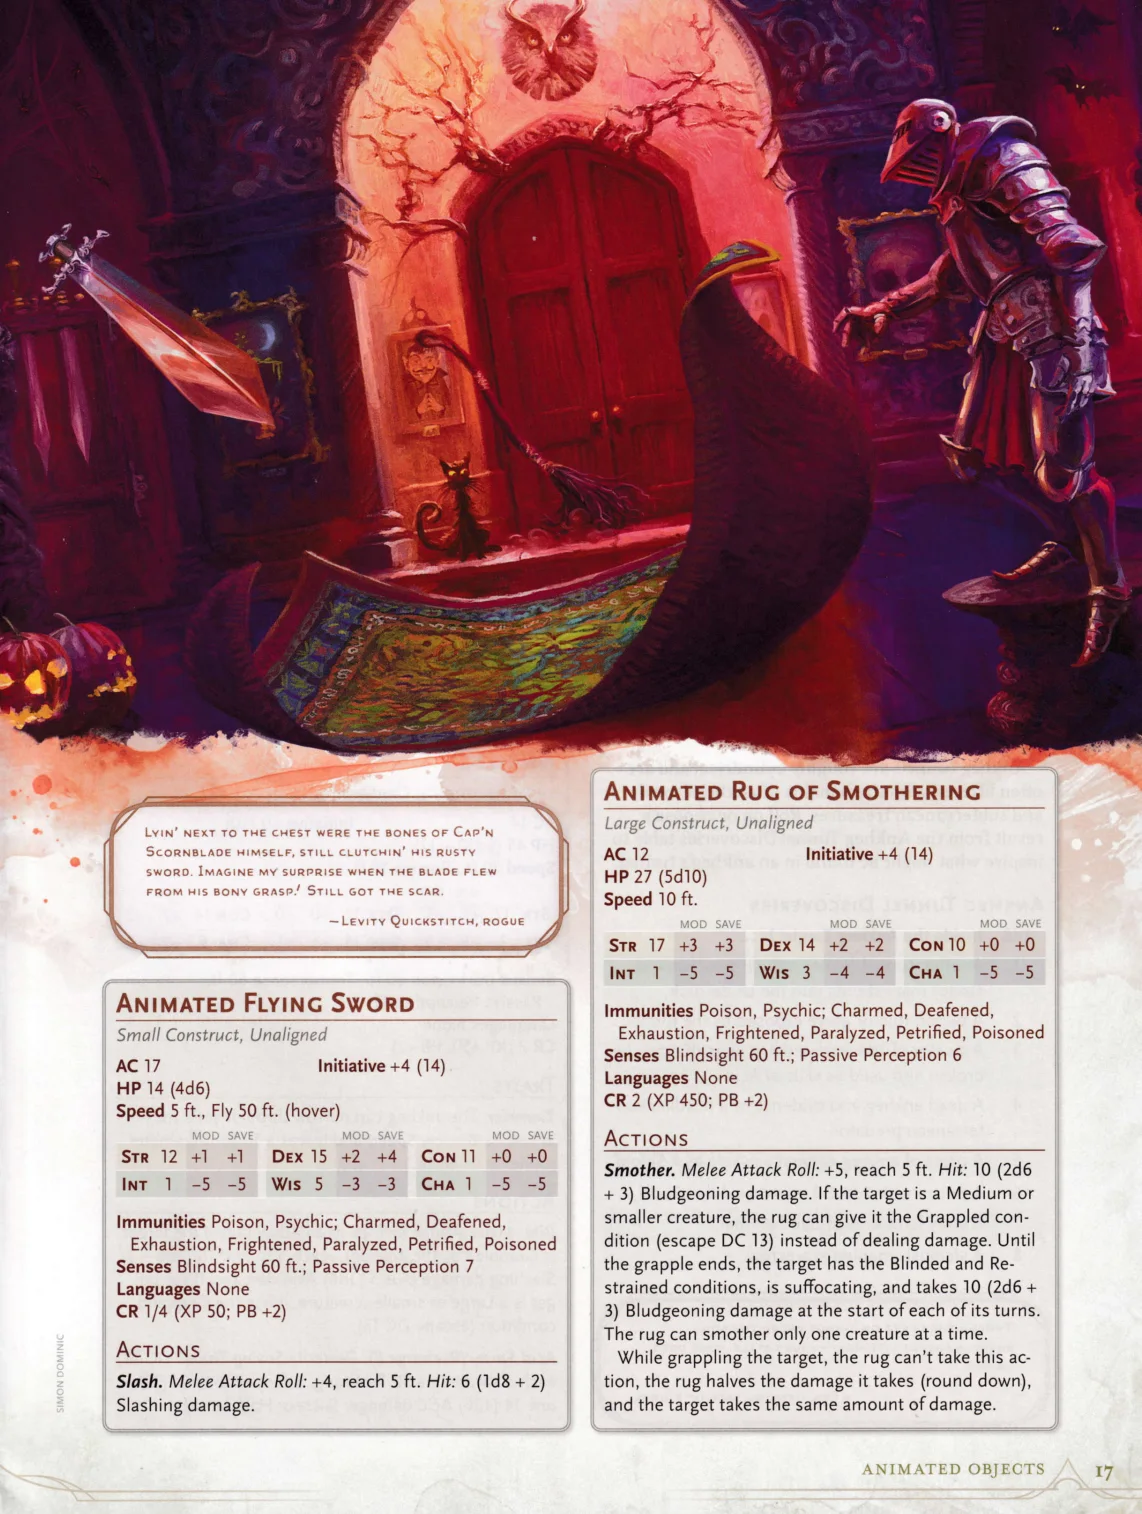 Lyin' next to the chest were the bones of Cap'n
Scornblade himself, still clutchin' his rusty
sword. Imagine my surprise when the blade flew
from his bony grasp! Still got the scar.
—Levity Quickstitch, rogue
Animated Flying Sword
Small Construct, Unaligned
AC 17 Initiative +4 (14)
HP 14 (4d6)
Speed 5 ft., Fly 50 ft. (hover)
MOD SAVE MOD SAVE MOD SAVE
Str 12 +1 +1 Dex 15 +2 +4 Con 11 +0 +0
Int 1 −5 −5 Wis 5 −3 −3 Cha 1 −5 −5
Immunities Poison, Psychic; Charmed, Deafened,
Exhaustion, Frightened, Paralyzed, Petrified, Poisoned
Senses Blindsight 60 ft.; Passive Perception 7
Languages None
CR 1/4 (XP 50; PB +2)
Actions
Slash. Melee Attack Roll: +4, reach 5 ft. Hit: 6 (1d8 + 2)
Slashing damage.
Animated Rug of Smothering
Large Construct, Unaligned
AC 12 Initiative +4 (14)
HP 27 (5d10)
Speed 10 ft.
MOD SAVE MOD SAVE MOD SAVE
Str 17 +3 +3 Dex 14 +2 +2 Con 10 +0 +0
Int 1 −5 −5 Wis 3 −4 −4 Cha 1 −5 −5
Immunities Poison, Psychic; Charmed, Deafened,
Exhaustion, Frightened, Paralyzed, Petrified, Poisoned
Senses Blindsight 60 ft.; Passive Perception 6
Languages None
CR 2 (XP 450; PB +2)
Actions
Smother. Melee Attack Roll: +5, reach 5 ft. Hit: 10 (2d6
+ 3) Bludgeoning damage. If the target is a Medium or
smaller creature, the rug can give it the Grappled con-
dition (escape DC 13) instead of dealing damage. Until
the grapple ends, the target has the Blinded and Re-
strained conditions, is suffocating, and takes 10 (2d6 +
3) Bludgeoning damage at the start of each of its turns.
The rug can smother only one creature at a time.
While grappling the target, the rug can't take this ac-
tion, the rug halves the damage it takes (round down),
and the target takes the same amount of damage.
SIMON DOMINIC
ANIMATED OBJECTS 17